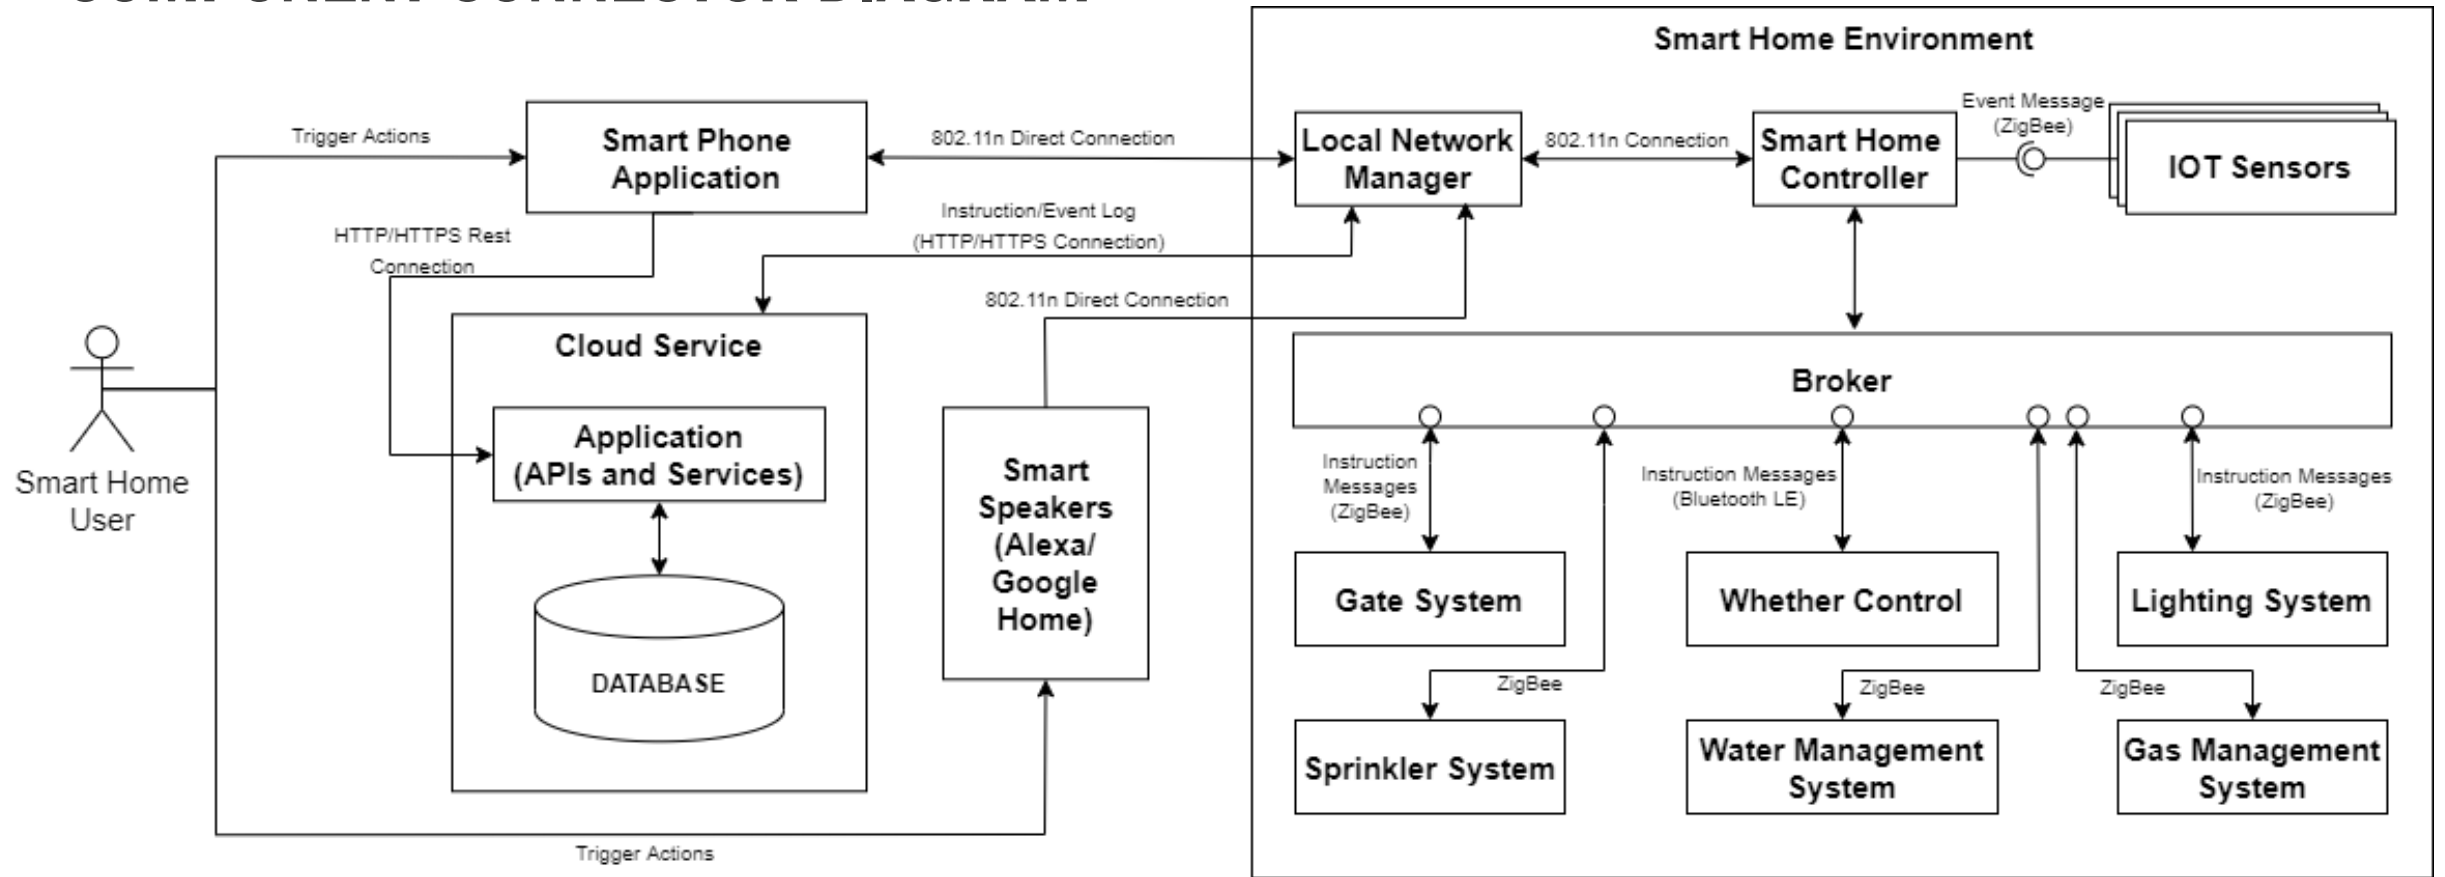 COMPONENT CONNECTOR DIAGRAM
Smart Home Environment
Trigger Actions
Smart Phone
Application
802.11n Direct Connection
Local Network
Manager
802.11n Connection
Smart Home
Controller
Event Message
(ZigBee)
IOT Sensors
HTTP/HTTPS Rest
Connection
Instruction/Event Log
(HTTP/HTTPS Connection)
802.11n Direct Connection
Smart Home
User
Cloud Service
Application
(APIs and Services)
DATABASE
Smart
Speakers
(Alexa/
Google
Home)
Trigger Actions
Broker
Instruction
Messages
(ZigBee)
Instruction Messages
(Bluetooth LE)
Instruction Messages
(ZigBee)
Gate System
Whether Control
Lighting System
ZigBee
ZigBee
ZigBee
Sprinkler System
Water Management
System
Gas Management
System